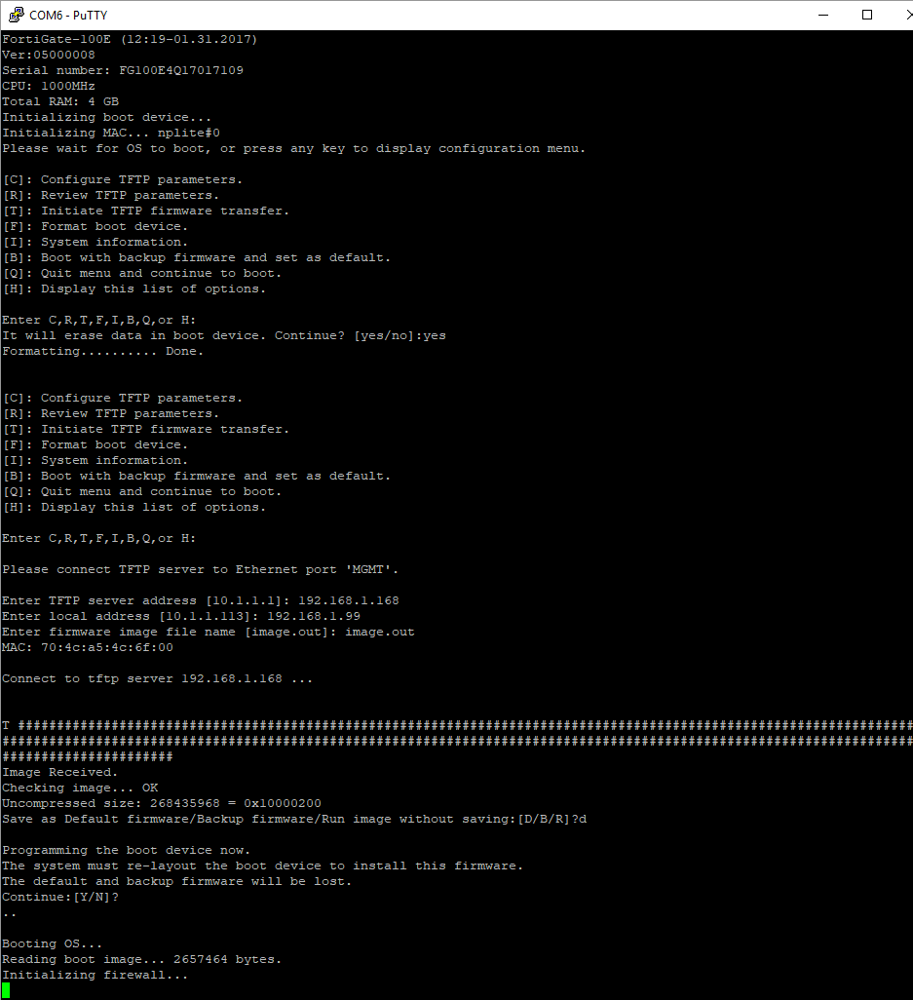 COM6 - PuTTY
FortiGate-100E (12:19-01.31.2017)
Ver:05000008
Serial number: FG100E4Q17017109
CPU: 1000MHz
Total RAM: 4 GB
Initializing boot device...
Initializing MAC... nplite#0
Please wait for OS to boot, or press any key to display configuration menu.
[C]: Configure TFTP parameters.
[R]: Review TFTP parameters.
[T]: Initiate TFTP firmware transfer.
[F]: Format boot device.
[I]: System information.
[B]: Boot with backup firmware and set as default.
[Q]: Quit menu and continue to boot.
[H]: Display this list of options.
Enter C,R,T,F,I,B,Q,or H:
It will erase data in boot device. Continue? [yes/no]:yes
Formatting.......... Done.
[C]: Configure TFTP parameters.
[R]: Review TFTP parameters.
[T]: Initiate TFTP firmware transfer.
[F]: Format boot device.
[I]: System information.
[B]: Boot with backup firmware and set as default.
[Q]: Quit menu and continue to boot.
[H]: Display this list of options.
Enter C,R,T,F,I,B,Q,or H:
Please connect TFTP server to Ethernet port 'MGMT'.
Enter TFTP server address [10.1.1.1]: 192.168.1.168
Enter local address [10.1.1.113]: 192.168.1.99
Enter firmware image file name [image.out]: image.out
MAC: 70:4c:a5:4c:6f:00
Connect to tftp server 192.168.1.168 ...
T ###################################################################################################################
#####################################################################################################################
######################
Image Received.
Checking image... OK
Uncompressed size: 268435968 = 0x10000200
Save as Default firmware/Backup firmware/Run image without saving:[D/B/R]?d
Programming the boot device now.
The system must re-layout the boot device to install this firmware.
The default and backup firmware will be lost.
Continue:[Y/N]?
..
Booting OS...
Reading boot image... 2657464 bytes.
Initializing firewall...